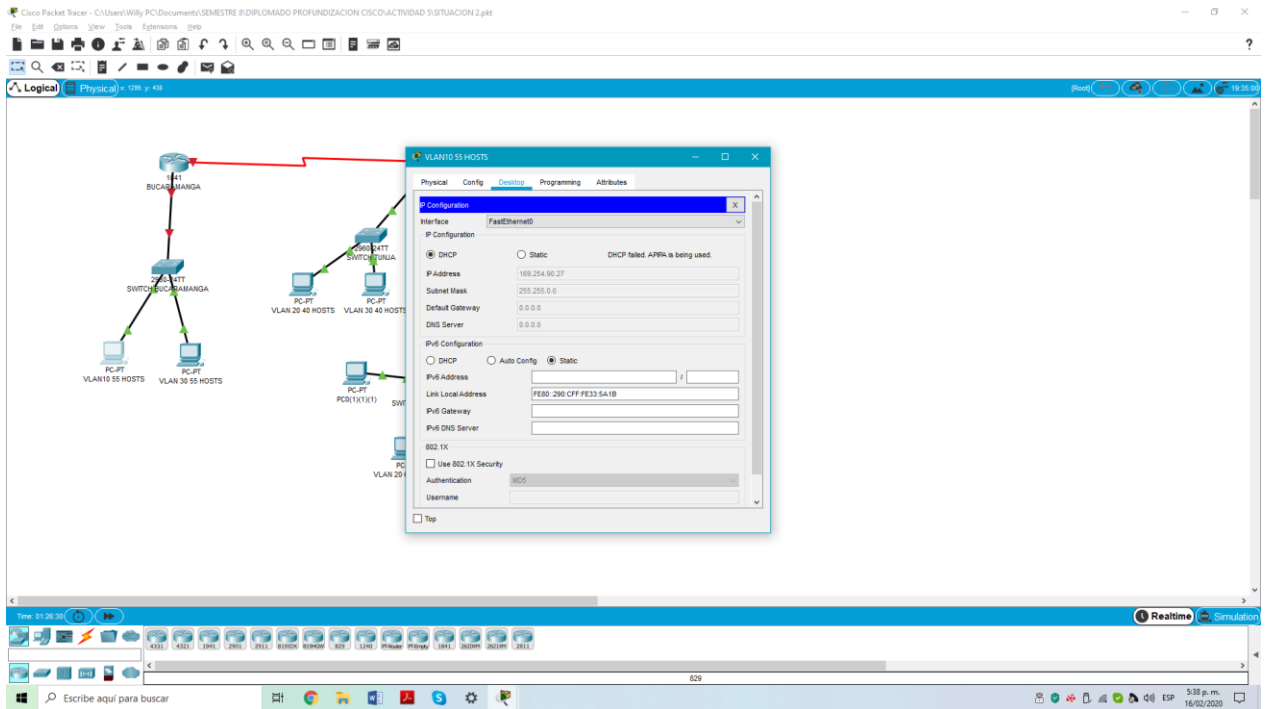 Cisco Packet Tracer - C:\Users\Willy PC\Documents\SEMESTRE 8\DIPLOMADO PROFUNDIZACION CISCO\ACTIVIDAD 5\SITUACION 2.pkt
File Edit Options View Tools Extensions Help
?
Logical Physical x: 1299, y: 438 [Root] 19:35:00
1841
BUCARAMANGA
2960-24TT
SWITCH TUNJA
2960-24TT
SWITCH BUCARAMANGA
PC-PT
VLAN 20 40 HOSTS
PC-PT
VLAN 30 40 HOSTS
PC-PT
VLAN10 55 HOSTS
PC-PT
VLAN 30 55 HOSTS
PC-PT
PC0(1)(1)(1)
VLAN 20
VLAN10 55 HOSTS
Physical Config Desktop Programming Attributes
IP Configuration X
Interface FastEthernet0
IP Configuration
DHCP Static DHCP failed. APIPA is being used.
IP Address 169.254.90.27
Subnet Mask 255.255.0.0
Default Gateway 0.0.0.0
DNS Server 0.0.0.0
IPv6 Configuration
DHCP Auto Config Static
IPv6 Address /
Link Local Address FE80::290:CFF:FE33:5A1B
IPv6 Gateway
IPv6 DNS Server
802.1X
Use 802.1X Security
Authentication MD5
Username
Top
Time: 01:26:30 Realtime Simulation
4331 4321 1941 2901 2911 819IOX 819HGW 829 1240 PT-Router PT-Empty 1841 2620XM 2621XM 2811
829
Escribe aquí para buscar
ESP 5:38 p. m.
16/02/2020